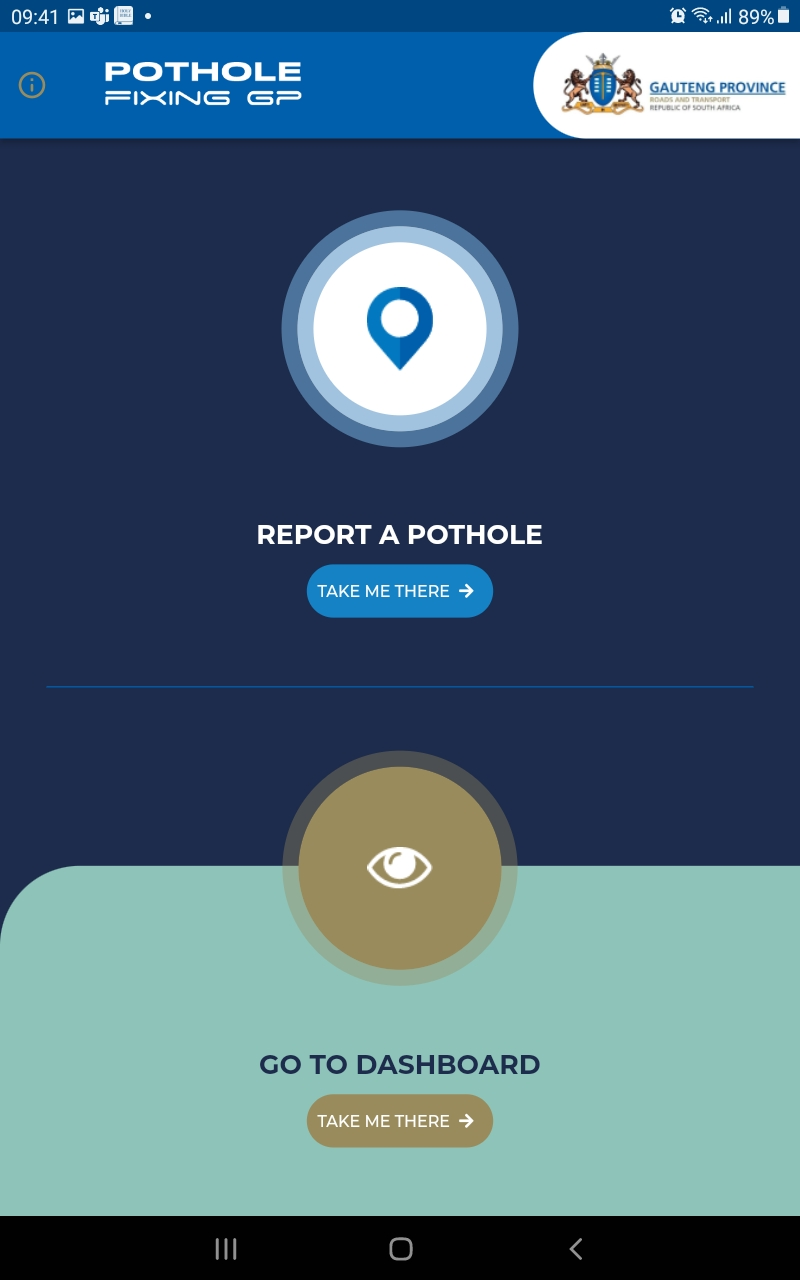 09:41
89%
POTHOLE
FIXING GP
GAUTENG PROVINCE
ROADS AND TRANSPORT
REPUBLIC OF SOUTH AFRICA
REPORT A POTHOLE
TAKE ME THERE
GO TO DASHBOARD
TAKE ME THERE